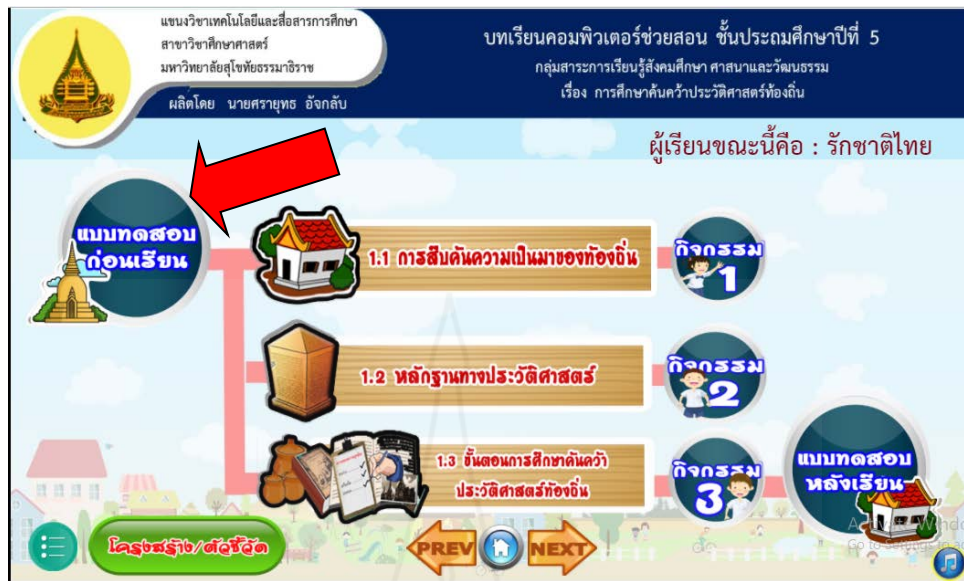 แขนงวิชาเทคโนโลยีและสื่อสารการศึกษา
สาขาวิชาศึกษาศาสตร์
มหาวิทยาลัยสุโขทัยธรรมาธิราช
ผลิตโดย นายศรายุทธ อัจกลับ
บทเรียนคอมพิวเตอร์ช่วยสอน ชั้นประถมศึกษาปีที่ 5
กลุ่มสาระการเรียนรู้สังคมศึกษา ศาสนาและวัฒนธรรม
เรื่อง การศึกษาค้นคว้าประวัติศาสตร์ท้องถิ่น
ผู้เรียนขณะนี้คือ : รักชาติไทย
แบบทดสอบ
ก่อนเรียน
1.1 การสืบค้นความเป็นมาของท้องถิ่น
กิจกรรม
1
1.2 หลักฐานทางประวัติศาสตร์
กิจกรรม
2
1.3 ขั้นตอนการศึกษาค้นคว้า
ประวัติศาสตร์ท้องถิ่น
กิจกรรม
3
แบบทดสอบ
หลังเรียน
โครงสร้าง/ตัวชี้วัด
PREV
NEXT
Go to Settings to